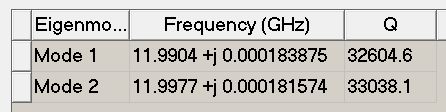 Eigenmo... Frequency (GHz) Q
Mode 1 11.9904 +j 0.000183875 32604.6
Mode 2 11.9977 +j 0.000181574 33038.1